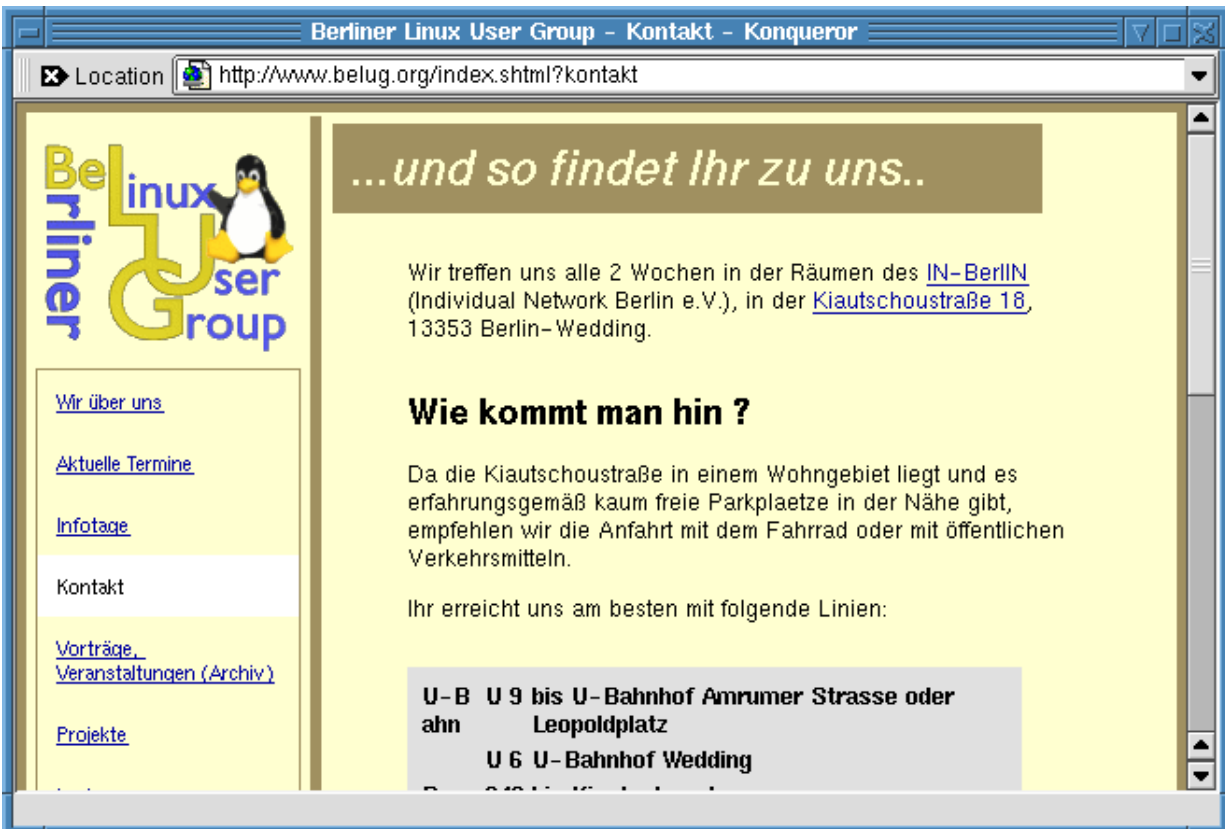 Berliner Linux User Group - Kontakt - Konqueror
Location http://www.belug.org/index.shtml?kontakt
BeLinux
Berliner
User
Group
Wir über uns
Aktuelle Termine
Infotage
Kontakt
Vorträge,
Veranstaltungen (Archiv)
Projekte
...und so findet Ihr zu uns..
Wir treffen uns alle 2 Wochen in der Räumen des IN-BerlIN
(Individual Network Berlin e.V.), in der Kiautschoustraße 18,
13353 Berlin-Wedding.
Wie kommt man hin ?
Da die Kiautschoustraße in einem Wohngebiet liegt und es
erfahrungsgemäß kaum freie Parkplaetze in der Nähe gibt,
empfehlen wir die Anfahrt mit dem Fahrrad oder mit öffentlichen
Verkehrsmitteln.
Ihr erreicht uns am besten mit folgende Linien:
U-B U 9 bis U-Bahnhof Amrumer Strasse oder
ahn Leopoldplatz
U 6 U-Bahnhof Wedding